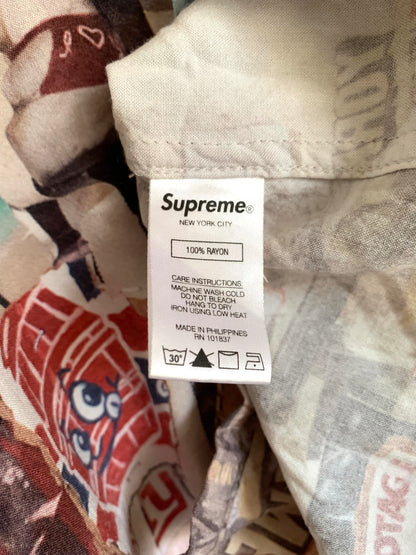 Supreme®
NEW YORK CITY
100% RAYON
CARE INSTRUCTIONS:
MACHINE WASH COLD
DO NOT BLEACH
HANG TO DRY
IRON USING LOW HEAT
MADE IN PHILIPPINES
RN 101837
30°